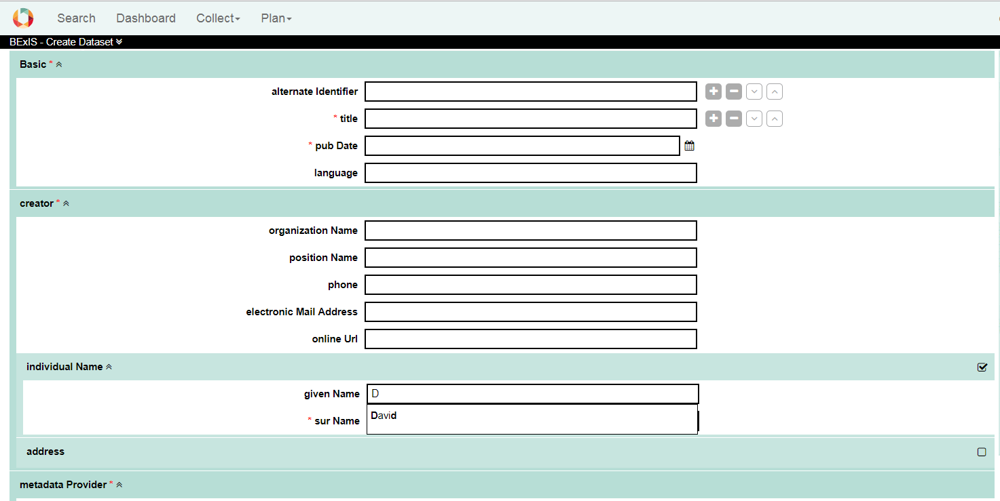 Search Dashboard Collect Plan
BExIS - Create Dataset
Basic *
alternate Identifier
* title
* pub Date
language
creator *
organization Name
position Name
phone
electronic Mail Address
online Url
individual Name
given Name D
David
* sur Name
address
metadata Provider *